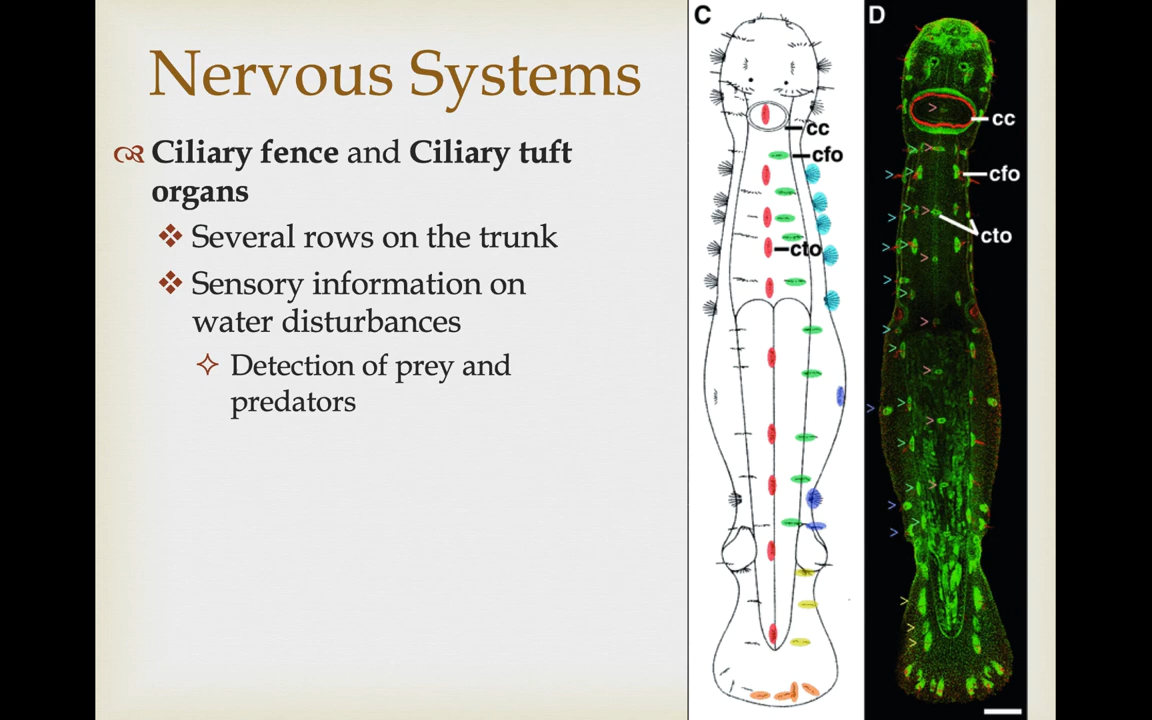 Nervous Systems
Ciliary fence and Ciliary tuft
organs
Several rows on the trunk
Sensory information on
water disturbances
Detection of prey and
predators
C
cc
cfo
cto
D
cc
cfo
cto